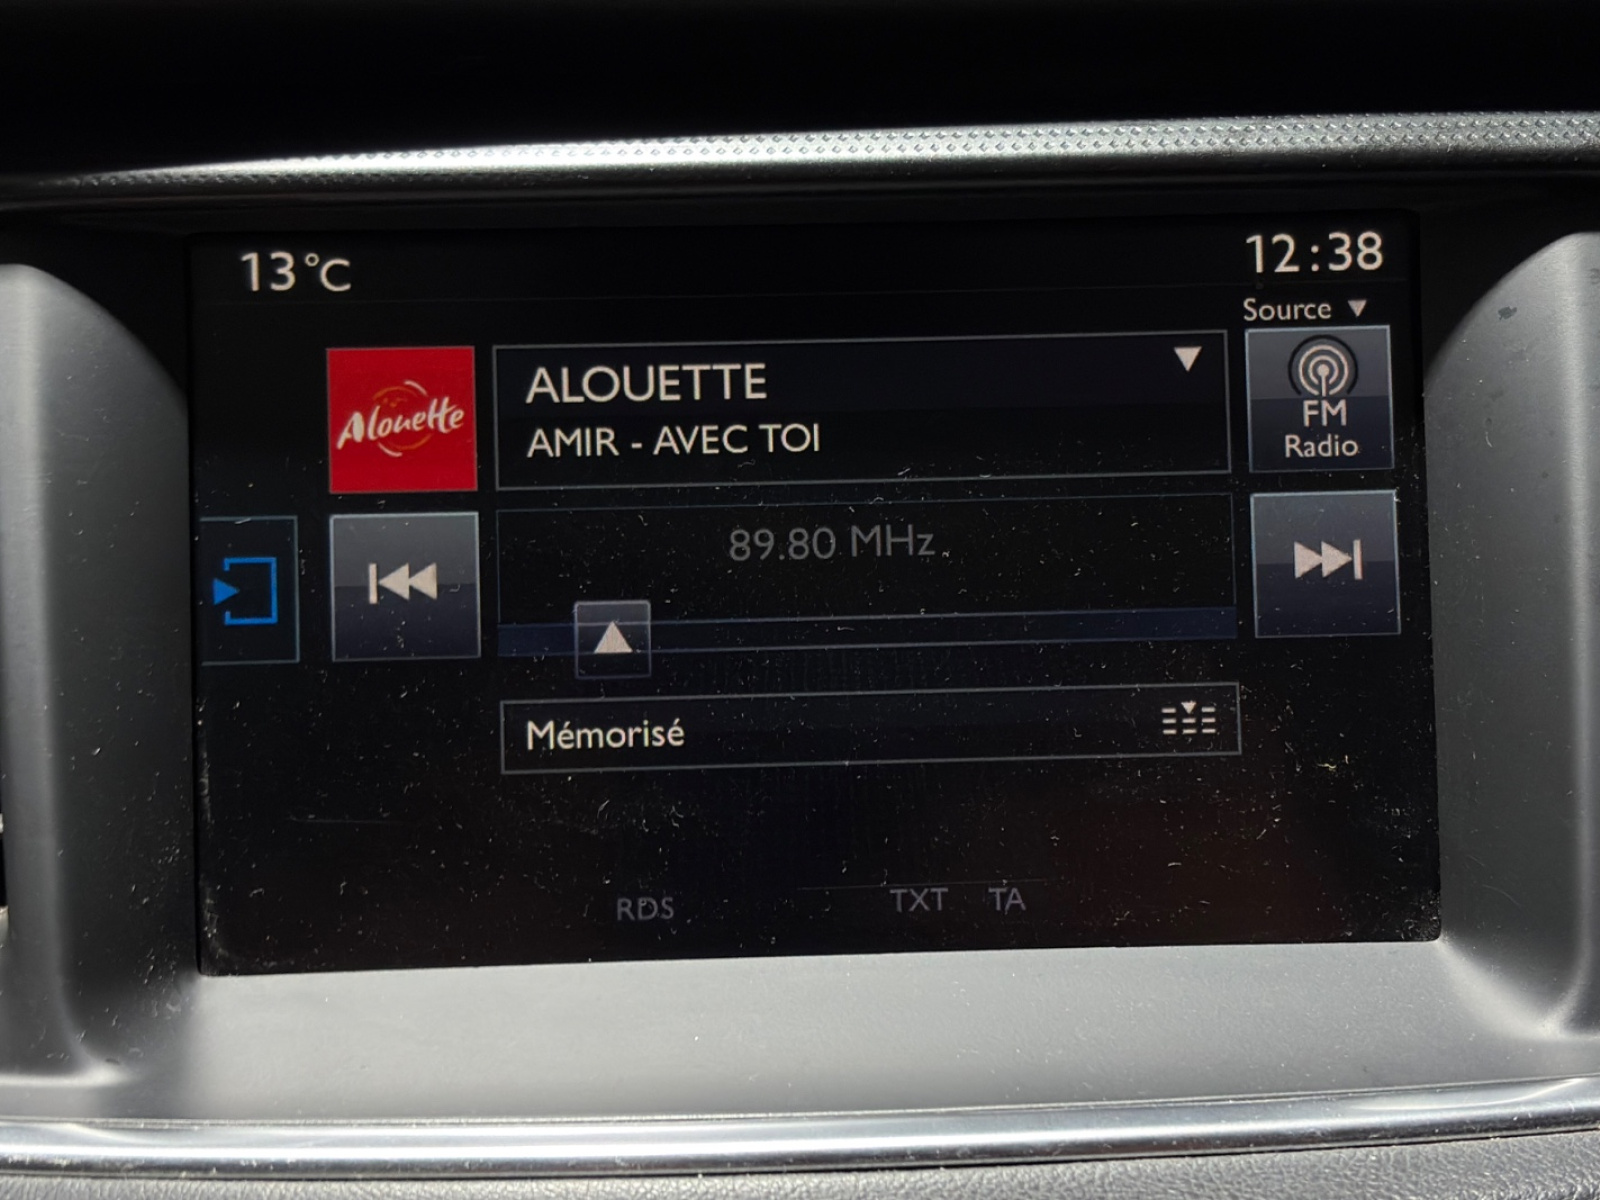 13°C
12:38
Source
Alouette
ALOUETTE
AMIR - AVEC TOI
FM
Radio
89.80 MHz
Mémorisé
RDS
TXT TA